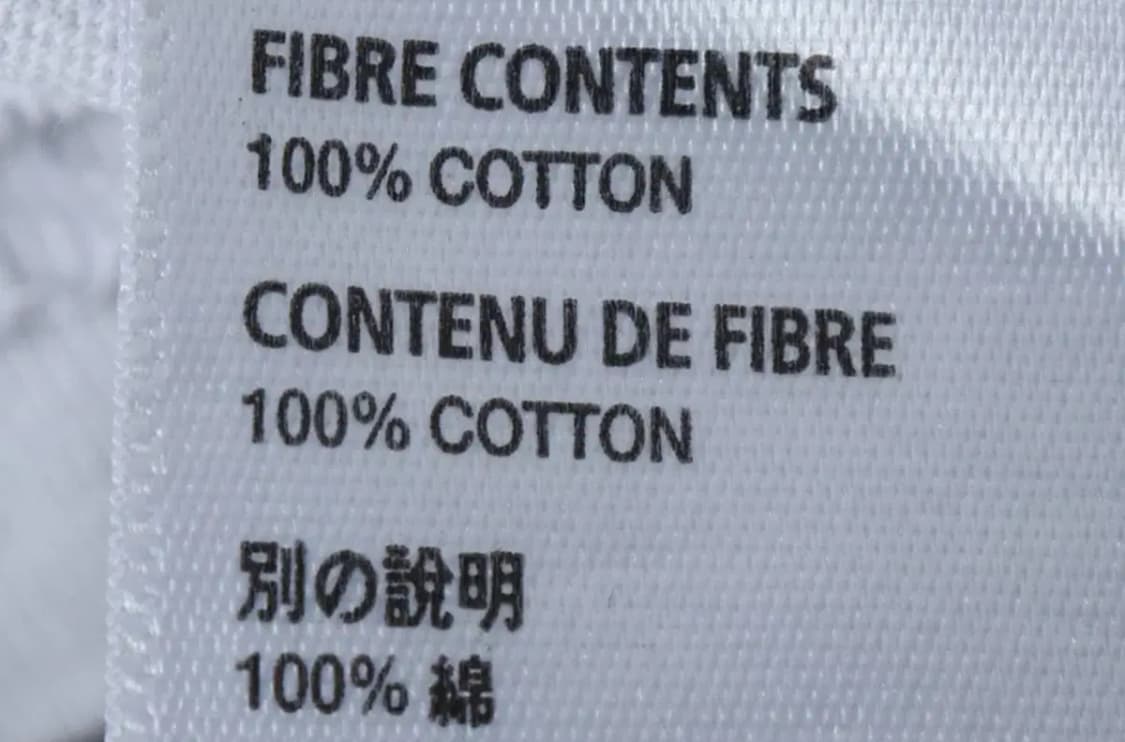 FIBRE CONTENTS
100% COTTON
CONTENU DE FIBRE
100% COTTON
別の説明
100% 綿